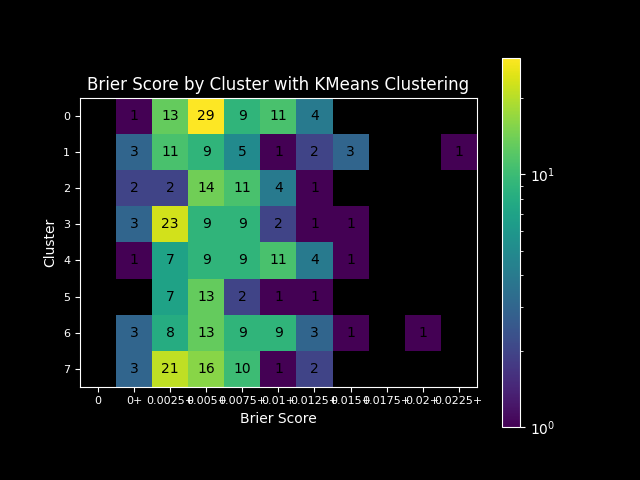 Brier Score by Cluster with KMeans Clustering
0 1 13 29 9 11 4
1 3 11 9 5 1 2 3 1
2 2 2 14 11 4 1
3 3 23 9 9 2 1 1
4 1 7 9 9 11 4 1
5 7 13 2 1 1
6 3 8 13 9 9 3 1 1
7 3 21 16 10 1 2
0 0+ 0.0025+ 0.005+ 0.0075+ 0.01+ 0.0125+ 0.015+ 0.0175+ 0.02+ 0.0225+
Brier Score
Cluster
10¹
10⁰